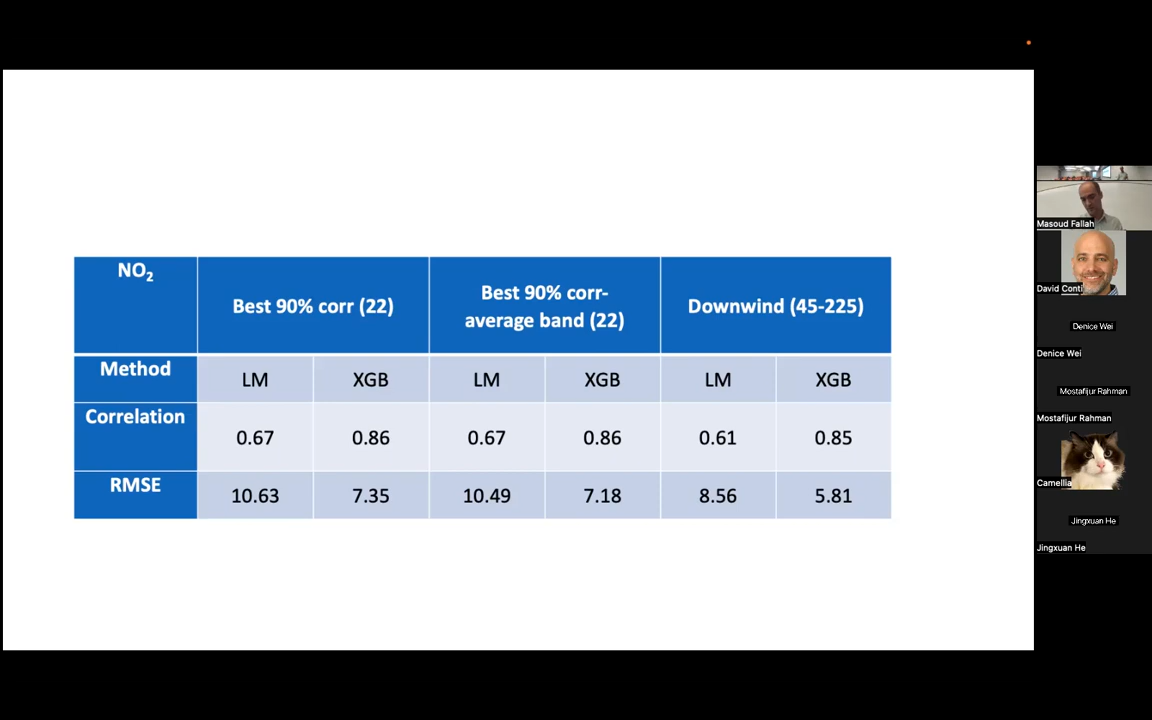 NO₂
Best 90% corr (22)
Best 90% corr-
average band (22)
Downwind (45-225)
Method
LM
XGB
LM
XGB
LM
XGB
Correlation
0.67
0.86
0.67
0.86
0.61
0.85
RMSE
10.63
7.35
10.49
7.18
8.56
5.81
Masoud Fallah
David Conti
Denice Wei
Denice Wei
Mostafijur Rahman
Mostafijur Rahman
Camellia
Jingxuan He
Jingxuan He